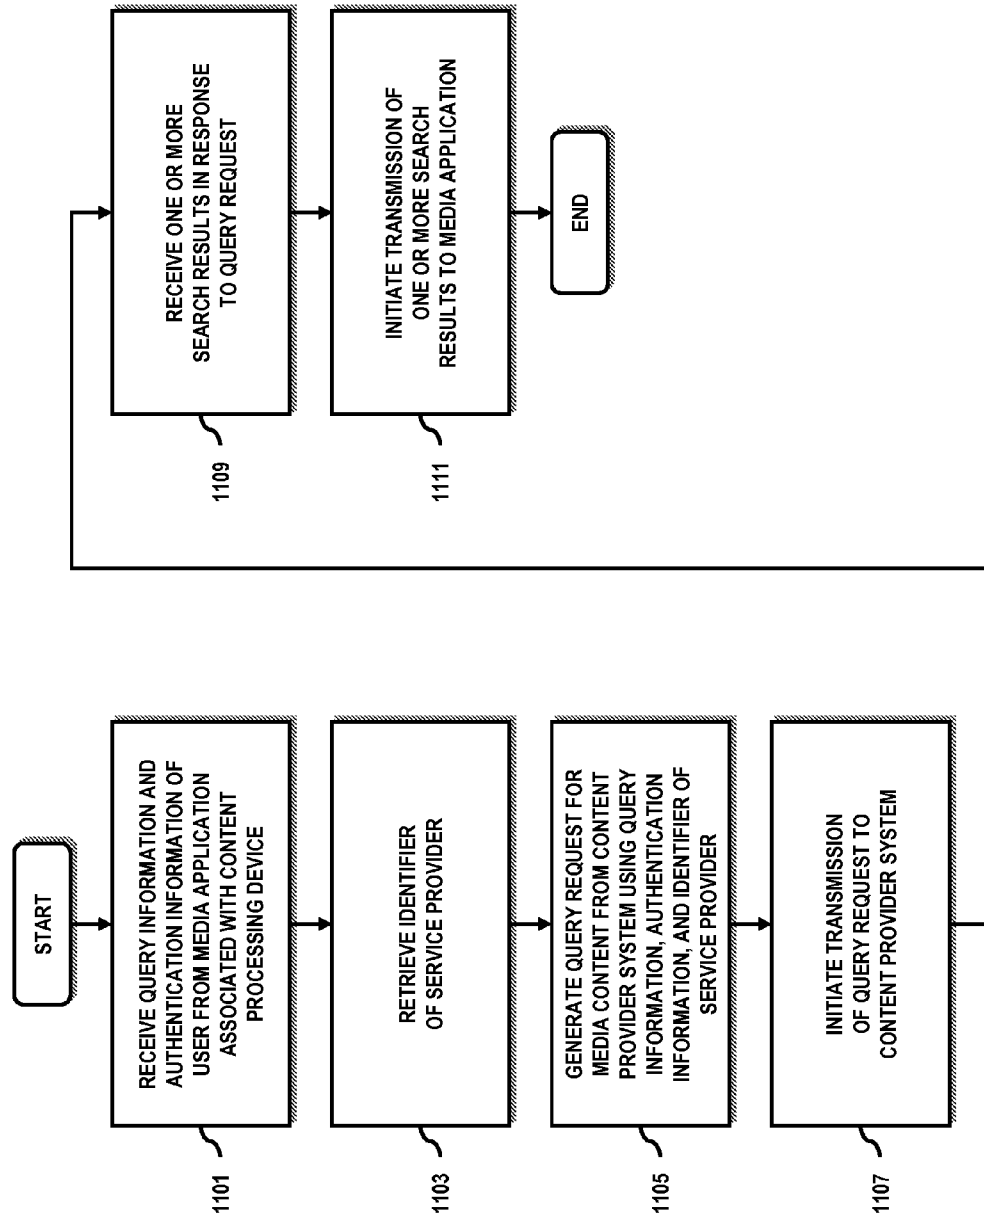 START
RECEIVE QUERY INFORMATION AND
AUTHENTICATION INFORMATION OF
USER FROM MEDIA APPLICATION
ASSOCIATED WITH CONTENT
PROCESSING DEVICE
1101
RETRIEVE IDENTIFIER
OF SERVICE PROVIDER
1103
GENERATE QUERY REQUEST FOR
MEDIA CONTENT FROM CONTENT
PROVIDER SYSTEM USING QUERY
INFORMATION, AUTHENTICATION
INFORMATION, AND IDENTIFIER OF
SERVICE PROVIDER
1105
INITIATE TRANSMISSION
OF QUERY REQUEST TO
CONTENT PROVIDER SYSTEM
1107
RECEIVE ONE OR MORE
SEARCH RESULTS IN RESPONSE
TO QUERY REQUEST
1109
INITIATE TRANSMISSION OF
ONE OR MORE SEARCH
RESULTS TO MEDIA APPLICATION
1111
END